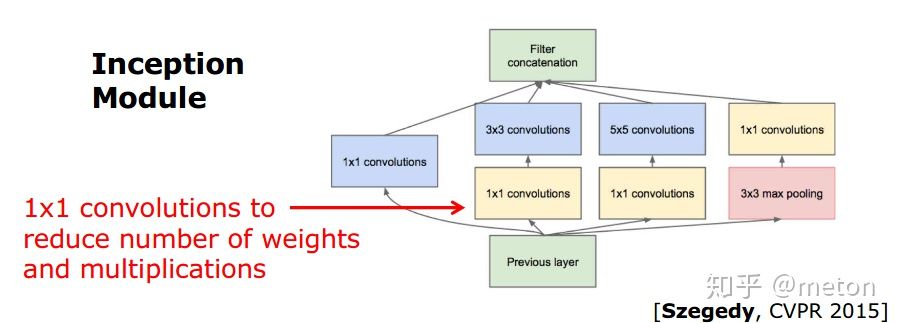 Inception
Module
Filter
concatenation
1x1 convolutions
3x3 convolutions
5x5 convolutions
1x1 convolutions
1x1 convolutions
1x1 convolutions
3x3 max pooling
Previous layer
1x1 convolutions to
reduce number of weights
and multiplications
知乎 @meton
[Szegedy, CVPR 2015]